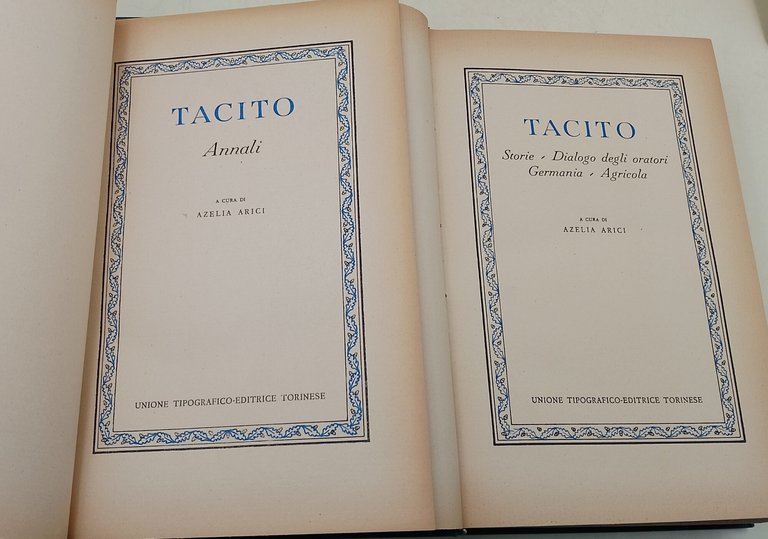 TACITO
Annali
A CURA DI
AZELIA ARICI
UNIONE TIPOGRAFICO-EDITRICE TORINESE
TACITO
Storie - Dialogo degli oratori
Germania - Agricola
A CURA DI
AZELIA ARICI
UNIONE TIPOGRAFICO-EDITRICE TORINESE